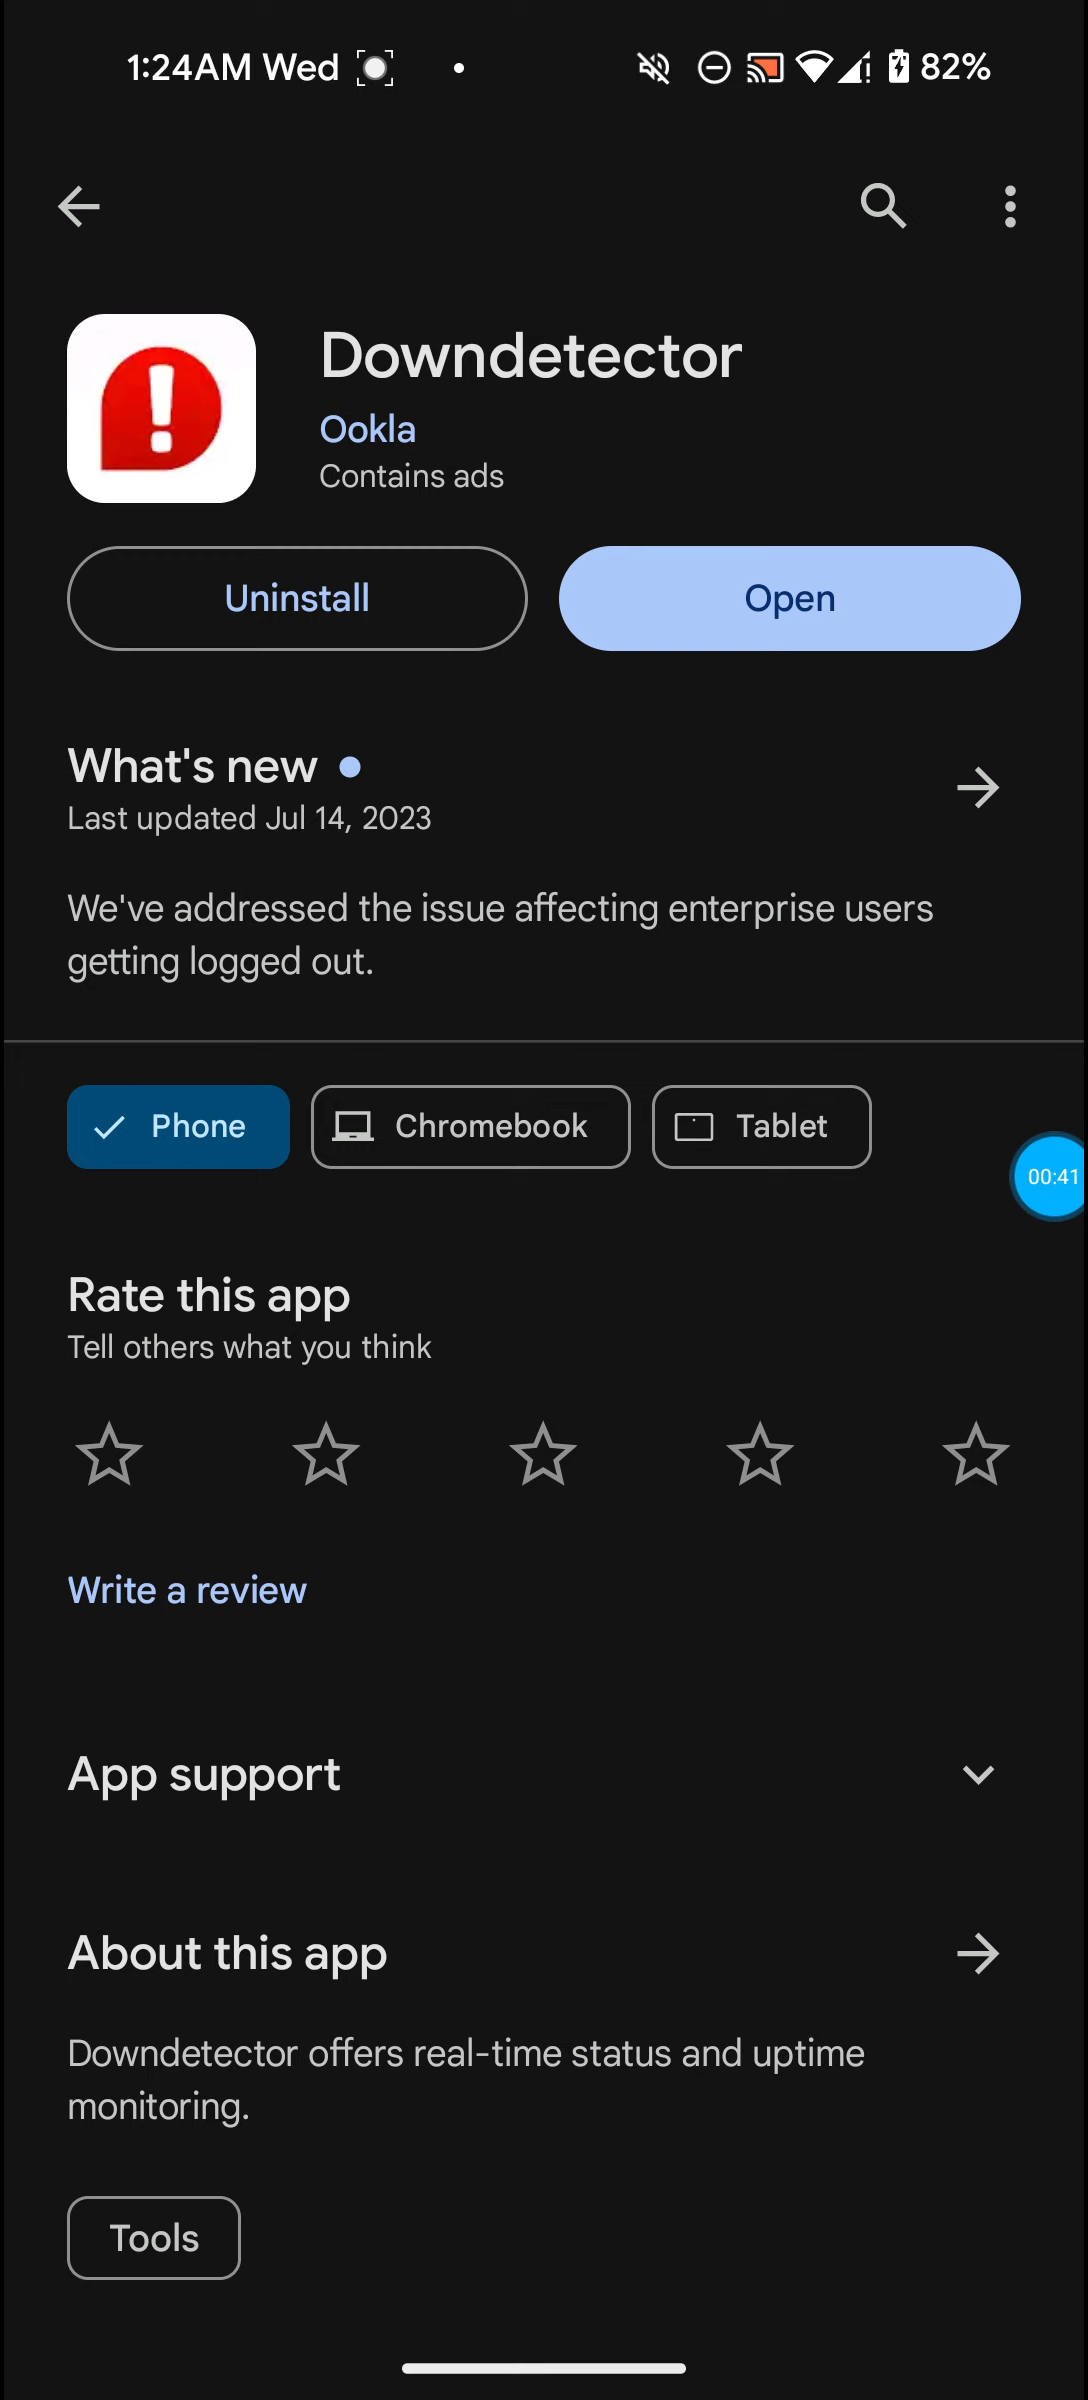 1:24AM Wed 82%
Downdetector
Ookla
Contains ads
Uninstall Open
What's new
Last updated Jul 14, 2023
We've addressed the issue affecting enterprise users
getting logged out.
Phone Chromebook Tablet
00:41
Rate this app
Tell others what you think
Write a review
App support
About this app
Downdetector offers real-time status and uptime
monitoring.
Tools